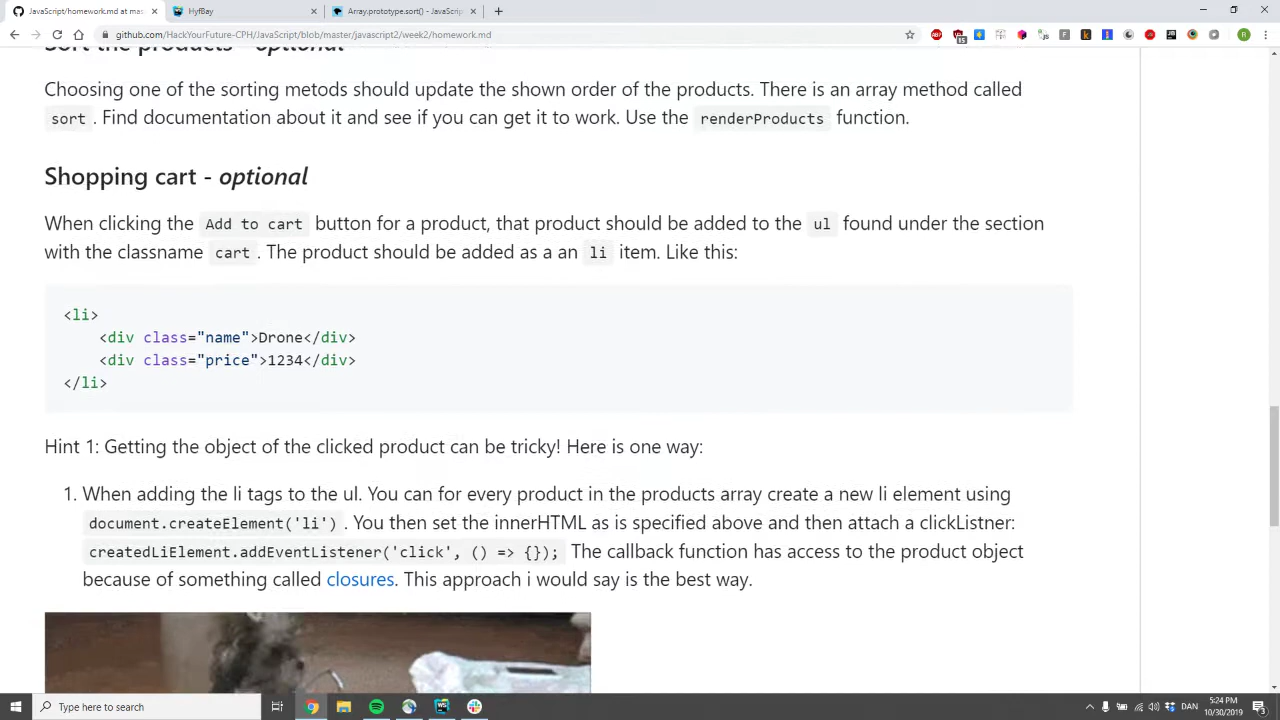 JavaScript/homework.md at mas
HyfBay
Array.prototype.sort() - JavaScri
github.com/HackYourFuture-CPH/JavaScript/blob/master/javascript2/week2/homework.md
Sort the products - optional
Choosing one of the sorting metods should update the shown order of the products. There is an array method called
sort . Find documentation about it and see if you can get it to work. Use the renderProducts function.
Shopping cart - optional
When clicking the Add to cart button for a product, that product should be added to the ul found under the section
with the classname cart . The product should be added as a an li item. Like this:
<li>
<div class="name">Drone</div>
<div class="price">1234</div>
</li>
Hint 1: Getting the object of the clicked product can be tricky! Here is one way:
1. When adding the li tags to the ul. You can for every product in the products array create a new li element using
document.createElement('li') . You then set the innerHTML as is specified above and then attach a clickListner:
createdLiElement.addEventListener('click', () => {}); The callback function has access to the product object
because of something called closures. This approach i would say is the best way.
Type here to search
DAN
5:24 PM
10/30/2019